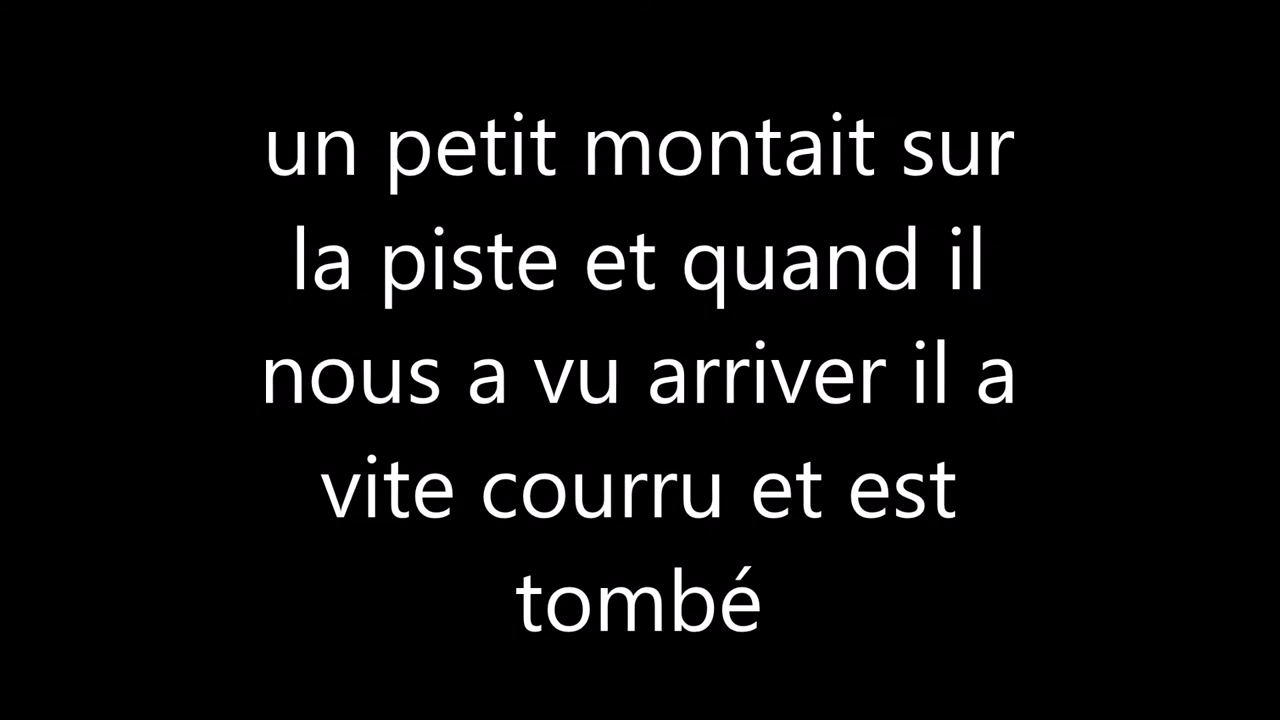 un petit montait sur
la piste et quand il
nous a vu arriver il a
vite courru et est
tombé